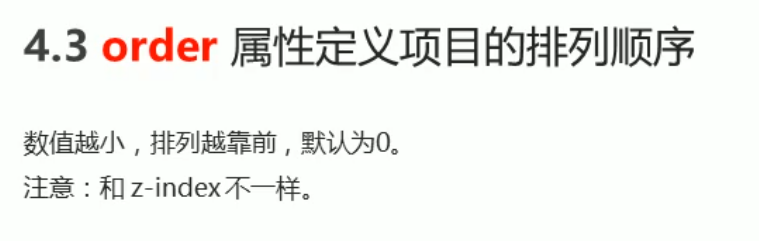 4.3 order 属性定义项目的排列顺序
数值越小，排列越靠前，默认为0。
注意：和 z-index 不一样。